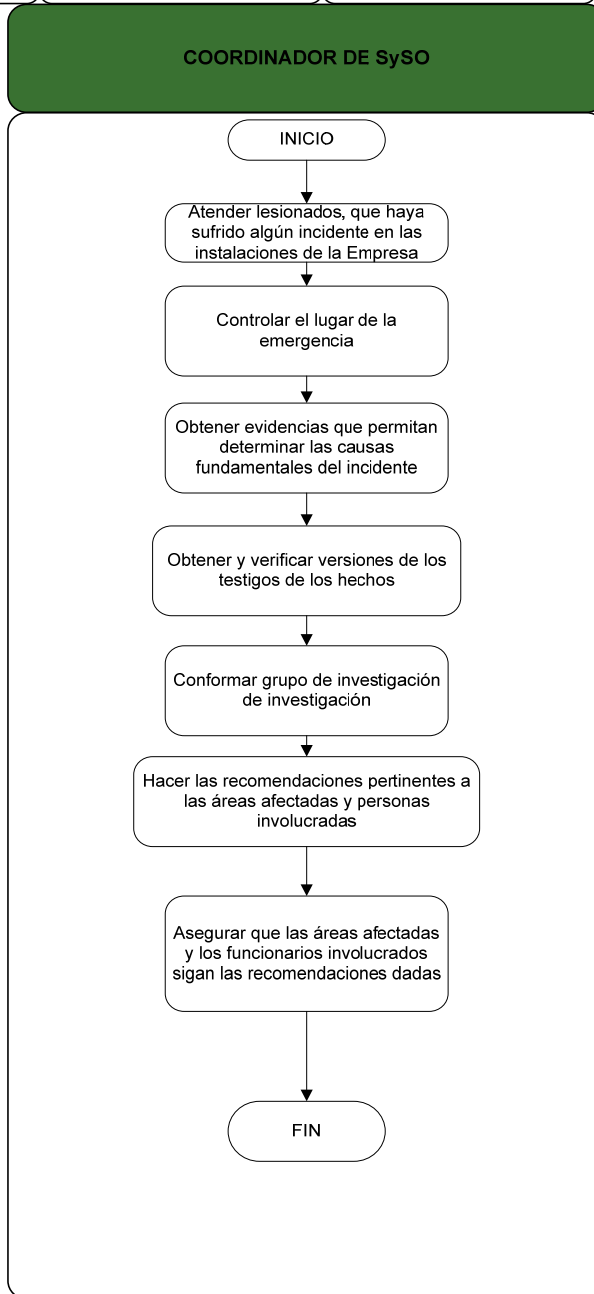 COORDINADOR DE SySO
INICIO
Atender lesionados, que haya
sufrido algún incidente en las
instalaciones de la Empresa
Controlar el lugar de la
emergencia
Obtener evidencias que permitan
determinar las causas
fundamentales del incidente
Obtener y verificar versiones de los
testigos de los hechos
Conformar grupo de investigación
de investigación
Hacer las recomendaciones pertinentes a
las áreas afectadas y personas
involucradas
Asegurar que las áreas afectadas
y los funcionarios involucrados
sigan las recomendaciones dadas
FIN